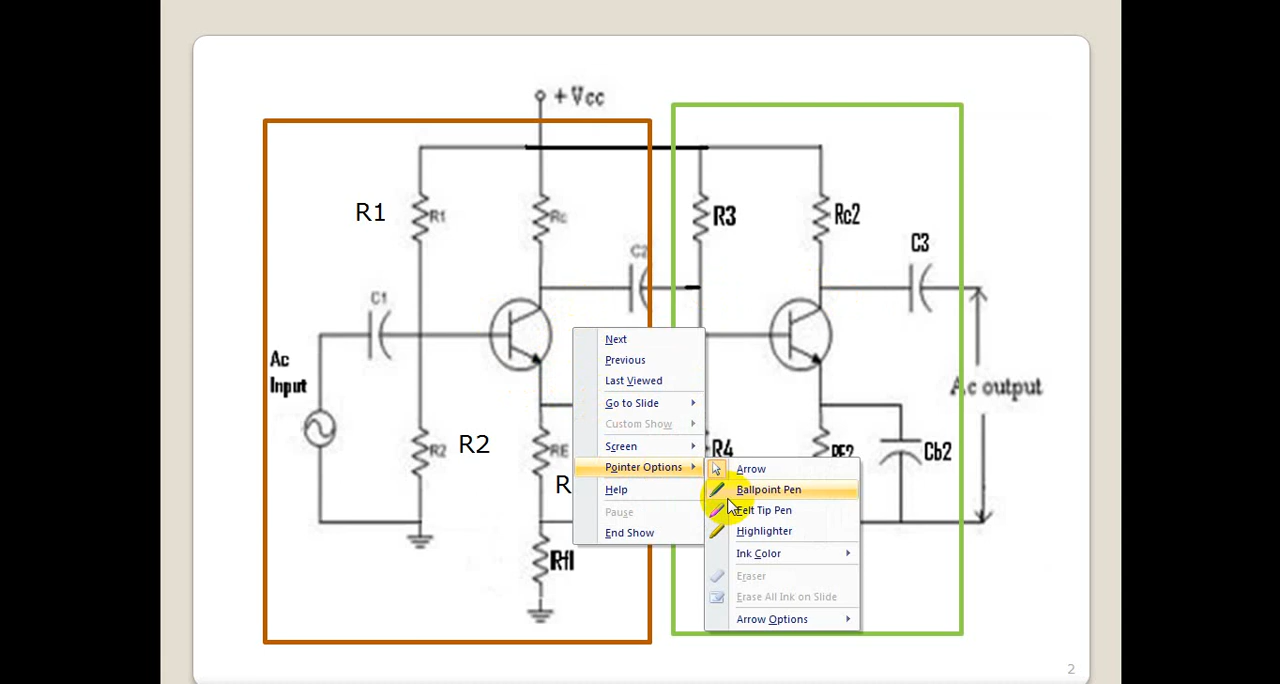 +Vcc
R1
R1
Rc
R3
Rc2
C3
C2
C1
Ac
Input
Ac output
R2
R2
RE
R
R4
RE2
Cb2
Rf1
Next
Previous
Last Viewed
Go to Slide
Custom Show
Screen
Pointer Options
Help
Pause
End Show
Arrow
Ballpoint Pen
Felt Tip Pen
Highlighter
Ink Color
Eraser
Erase All Ink on Slide
Arrow Options
2